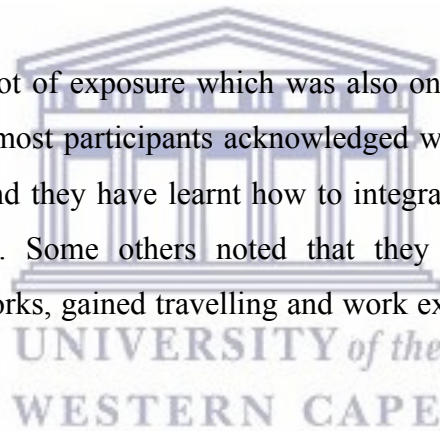 ot of exposure which was also on
most participants acknowledged w
nd they have learnt how to integra
. Some others noted that they
orks, gained travelling and work ex
UNIVERSITY of the
WESTERN CAPE